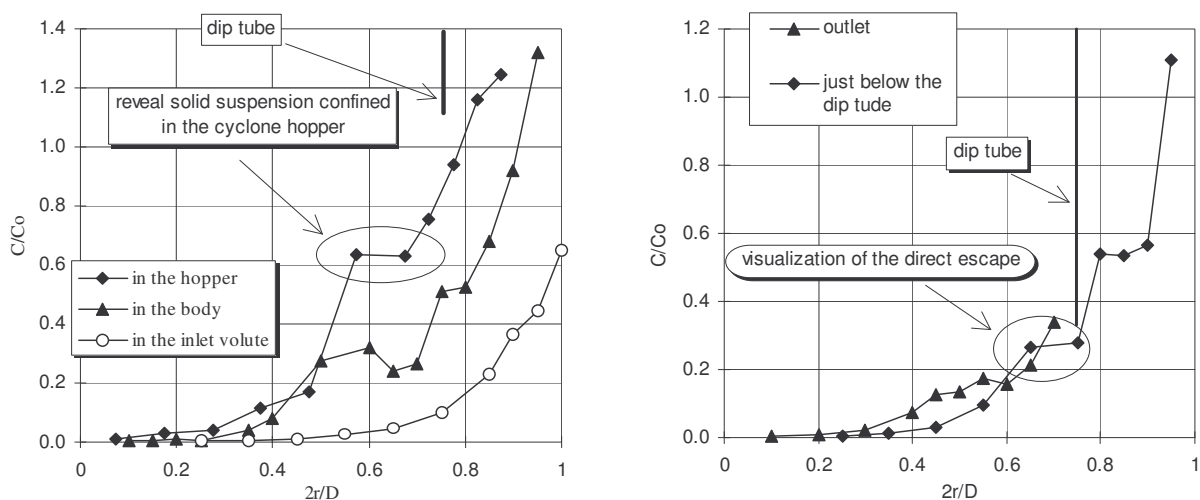 1.4
1.2
1.0
0.8
0.6
0.4
0.2
0.0
C/Co
dip tube
reveal solid suspension confined
in the cyclone hopper
in the hopper
in the body
in the inlet volute
0
0.2
0.4
0.6
0.8
1
2r/D
1.2
1.0
0.8
0.6
0.4
0.2
0.0
C/Co
outlet
just below the
dip tude
dip tube
visualization of the direct escape
0
0.2
0.4
0.6
0.8
1
2r/D